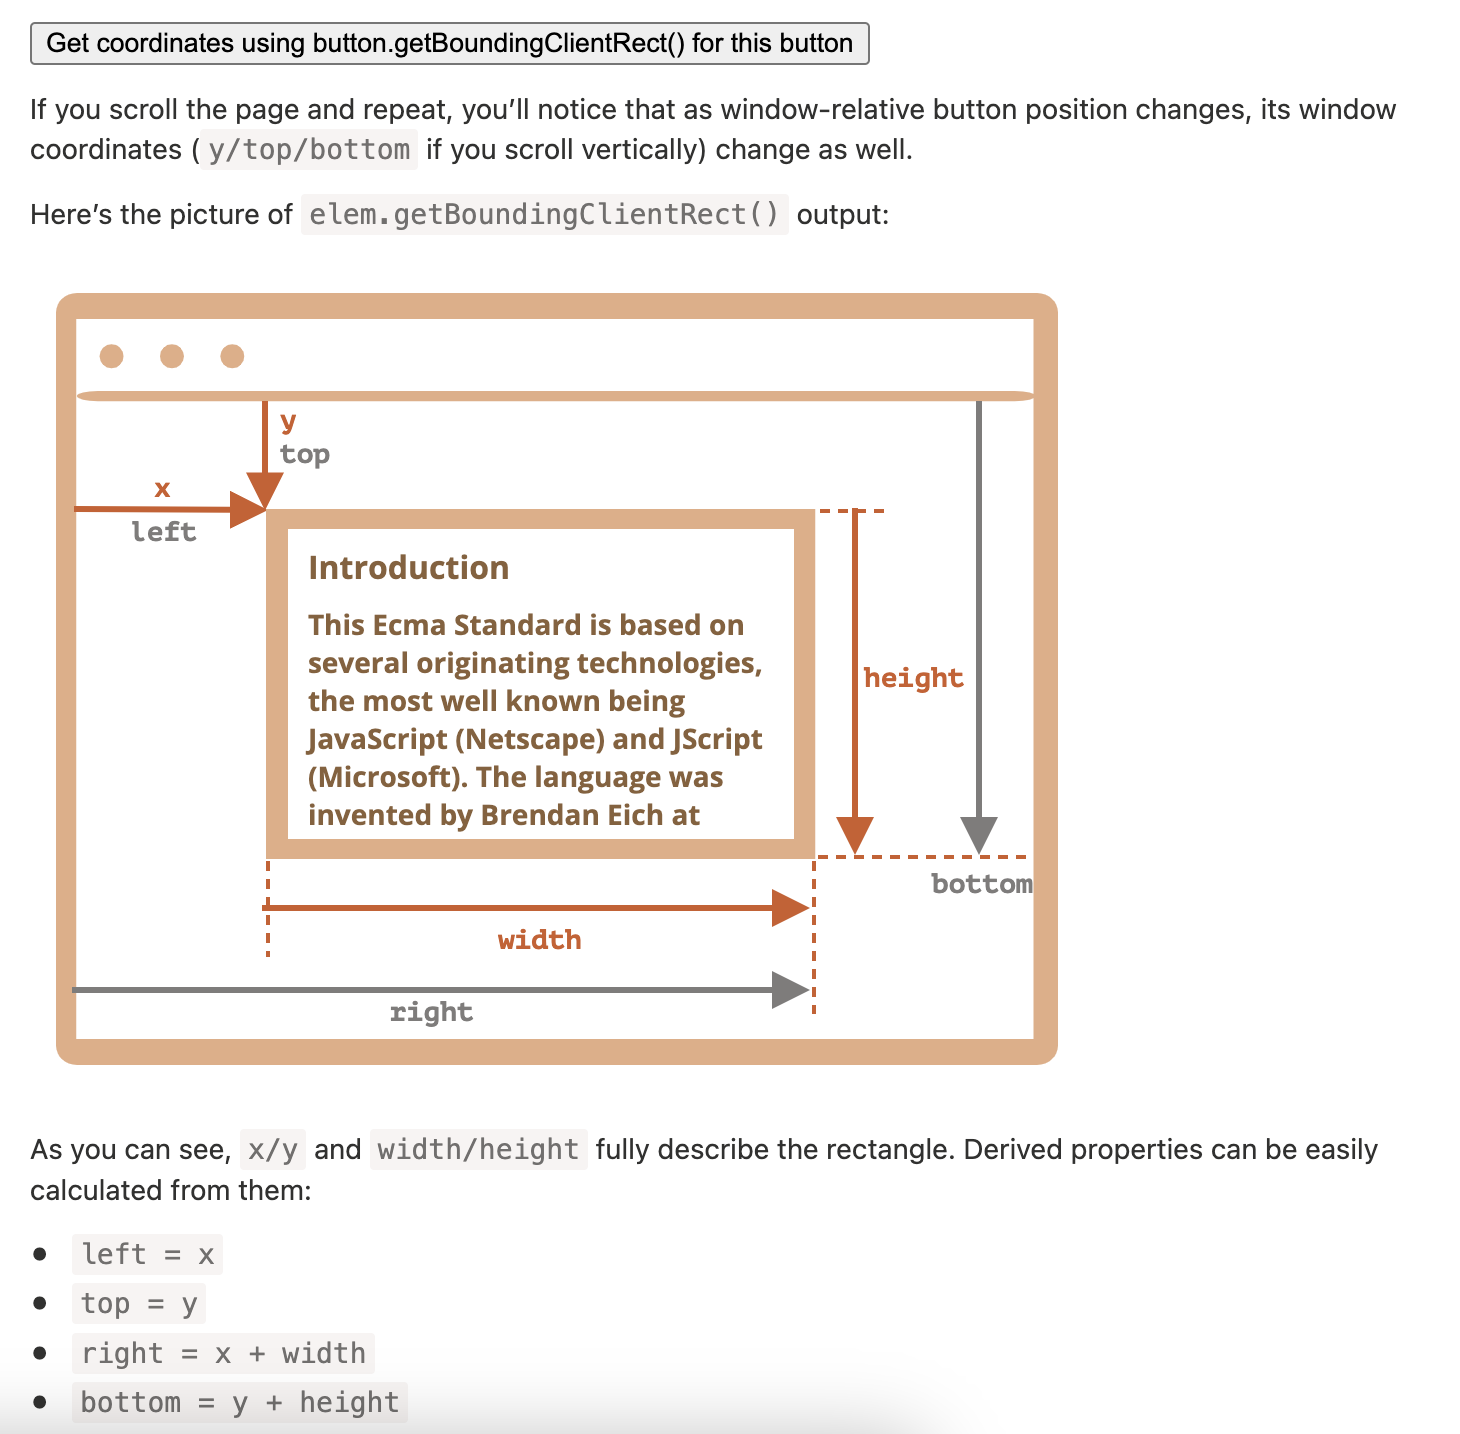 Get coordinates using button.getBoundingClientRect() for this button
If you scroll the page and repeat, you’ll notice that as window-relative button position changes, its window
coordinates (y/top/bottom if you scroll vertically) change as well.
Here’s the picture of elem.getBoundingClientRect() output:
y
top
x
left
Introduction
This Ecma Standard is based on
several originating technologies,
the most well known being
JavaScript (Netscape) and JScript
(Microsoft). The language was
invented by Brendan Eich at
height
bottom
width
right
As you can see, x/y and width/height fully describe the rectangle. Derived properties can be easily
calculated from them:
• left = x
• top = y
• right = x + width
• bottom = y + height